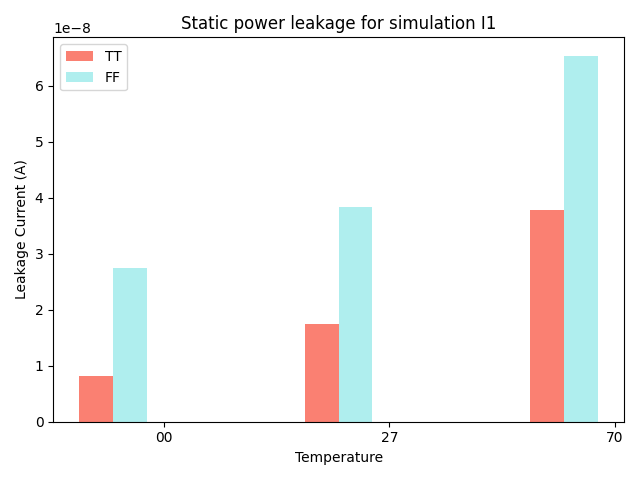 Static power leakage for simulation I1
1e−8
TT
FF
6
5
4
3
2
1
0
Leakage Current (A)
00
27
70
Temperature